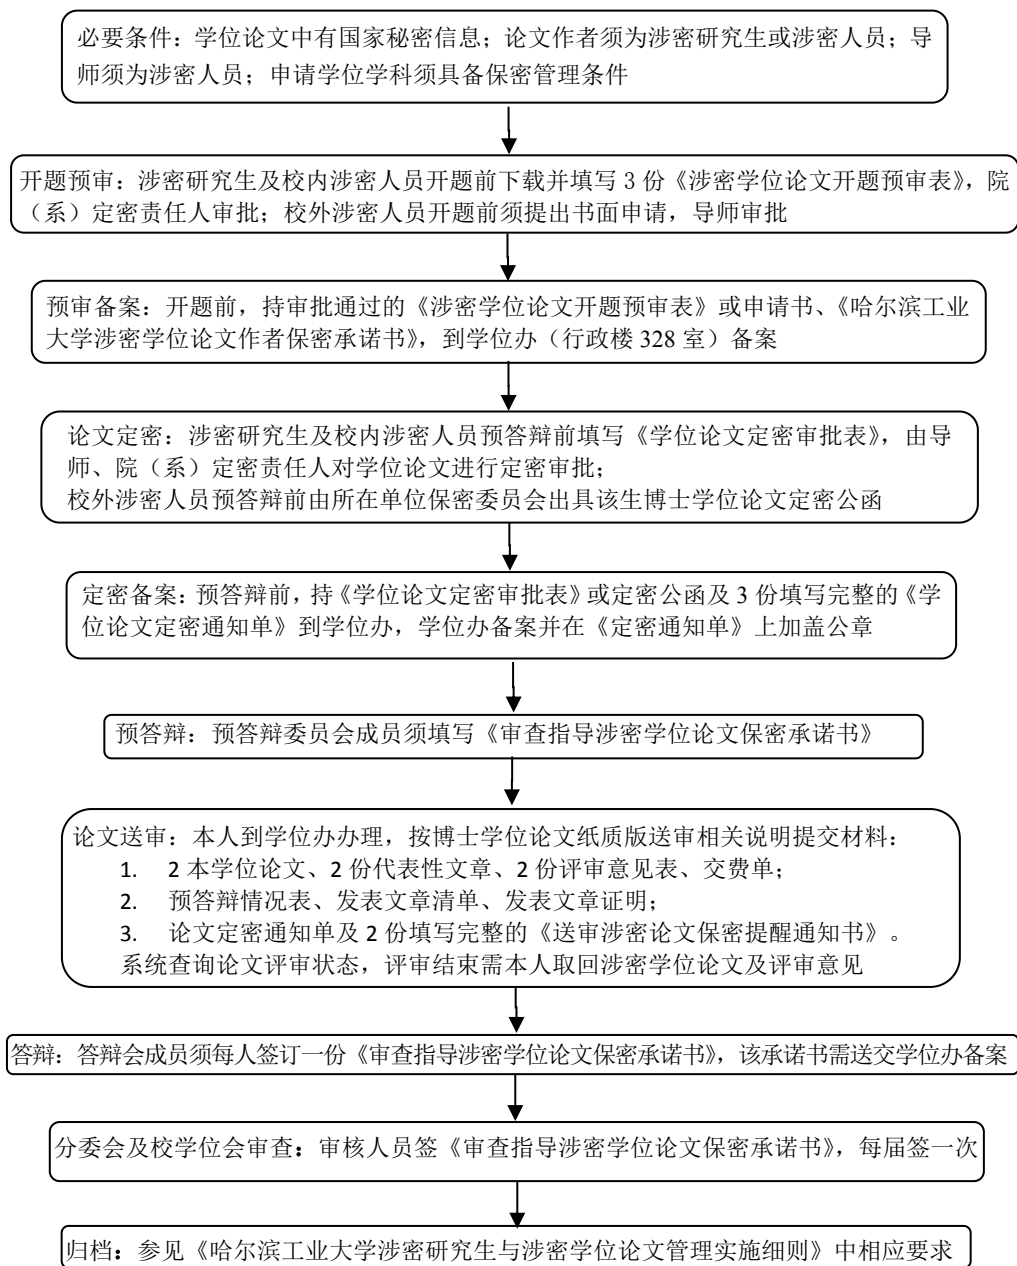 必要条件：学位论文中有国家秘密信息；论文作者须为涉密研究生或涉密人员；导
师须为涉密人员；申请学位学科须具备保密管理条件
开题预审：涉密研究生及校内涉密人员开题前下载并填写 3 份《涉密学位论文开题预审表》，院
（系）定密责任人审批；校外涉密人员开题前须提出书面申请，导师审批
预审备案：开题前，持审批通过的《涉密学位论文开题预审表》或申请书、《哈尔滨工业
大学涉密学位论文作者保密承诺书》，到学位办（行政楼 328 室）备案
论文定密：涉密研究生及校内涉密人员预答辩前填写《学位论文定密审批表》，由导
师、院（系）定密责任人对学位论文进行定密审批；
校外涉密人员预答辩前由所在单位保密委员会出具该生博士学位论文定密公函
定密备案：预答辩前，持《学位论文定密审批表》或定密公函及 3 份填写完整的《学
位论文定密通知单》到学位办，学位办备案并在《定密通知单》上加盖公章
预答辩：预答辩委员会成员须填写《审查指导涉密学位论文保密承诺书》
论文送审：本人到学位办办理，按博士学位论文纸质版送审相关说明提交材料：
1. 2 本学位论文、2 份代表性文章、2 份评审意见表、交费单；
2. 预答辩情况表、发表文章清单、发表文章证明；
3. 论文定密通知单及 2 份填写完整的《送审涉密论文保密提醒通知书》。
系统查询论文评审状态，评审结束需本人取回涉密学位论文及评审意见
答辩：答辩会成员须每人签订一份《审查指导涉密学位论文保密承诺书》，该承诺书需送交学位办备案
分委会及校学位会审查：审核人员签《审查指导涉密学位论文保密承诺书》，每届签一次
归档：参见《哈尔滨工业大学涉密研究生与涉密学位论文管理实施细则》中相应要求